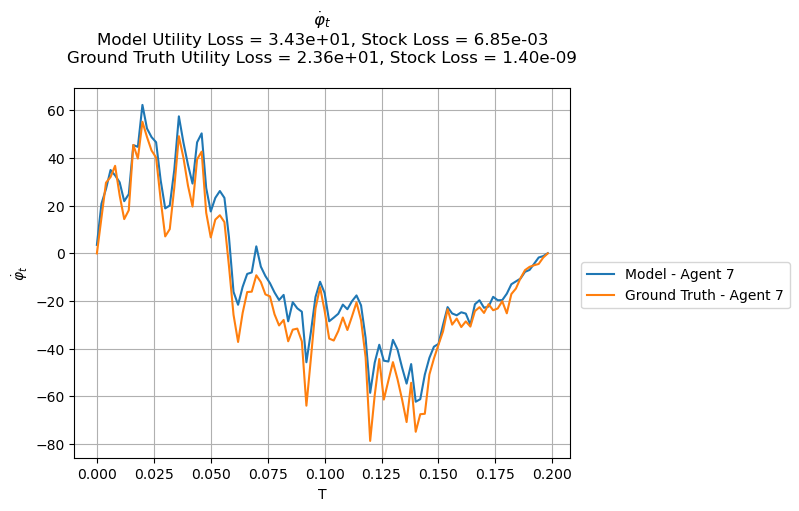 φ̇ₜ
Model Utility Loss = 3.43e+01, Stock Loss = 6.85e-03
Ground Truth Utility Loss = 2.36e+01, Stock Loss = 1.40e-09
60
40
20
0
−20
−40
−60
−80
φ̇ₜ
0.000 0.025 0.050 0.075 0.100 0.125 0.150 0.175 0.200
T
Model - Agent 7
Ground Truth - Agent 7